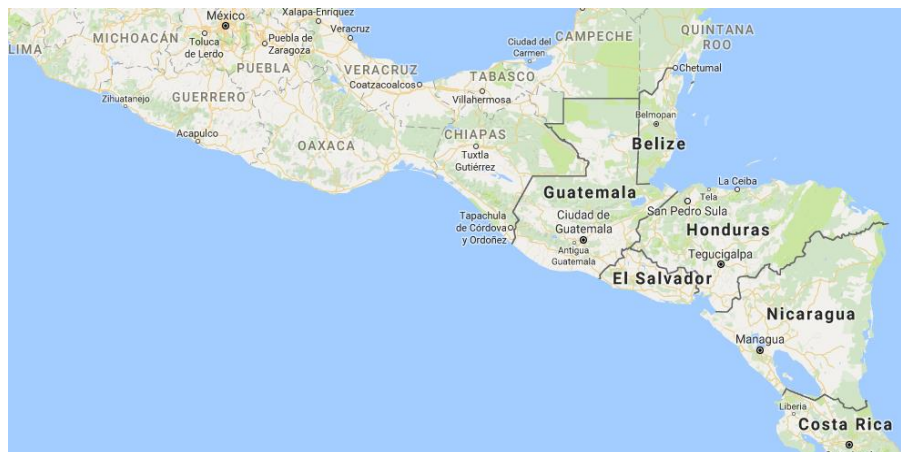 México
Xalapa-Enríquez
MICHOACÁN
Toluca
de Lerdo
Puebla de
Zaragoza
Veracruz
LIMA
PUEBLA
VERACRUZ
Coatzacoalcos
Ciudad del
Carmen
CAMPECHE
QUINTANA
ROO
Chetumal
TABASCO
Villahermosa
Zihuatanejo
GUERRERO
Acapulco
OAXACA
CHIAPAS
Tuxtla
Gutiérrez
Belmopan
Belize
Guatemala
La Ceiba
Tela
San Pedro Sula
Tapachula
de Córdova
y Ordoñez
Ciudad de
Guatemala
Antigua
Guatemala
Honduras
Tegucigalpa
El Salvador
Nicaragua
Managua
Liberia
Costa Rica